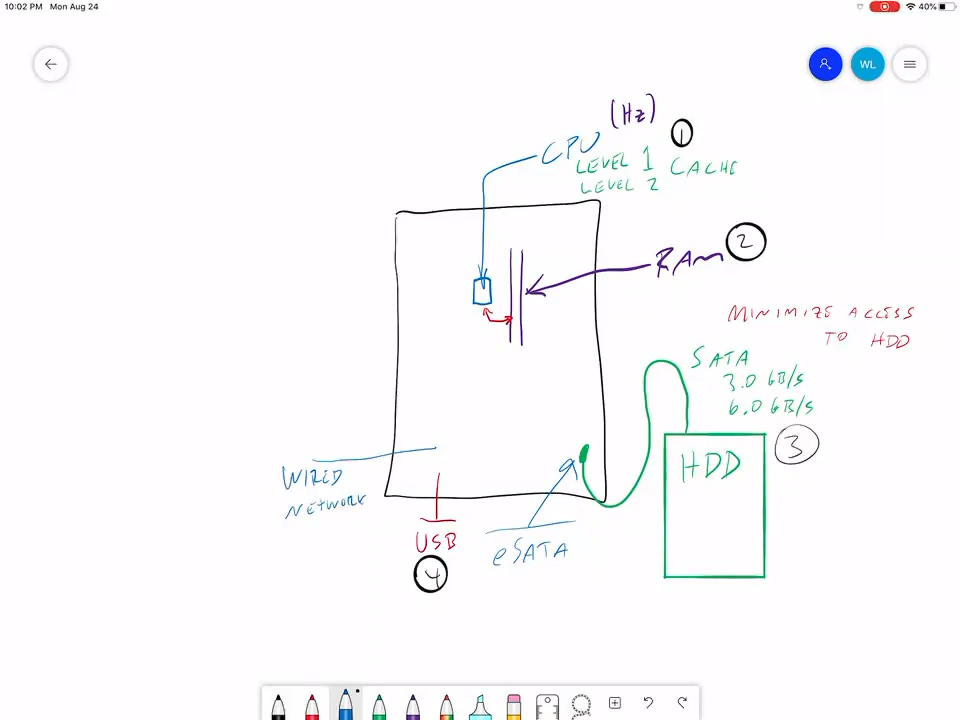 10:02 PM Mon Aug 24
40%
WL
(Hz)
CPU
1
LEVEL 1 CACHE
LEVEL 2
RAM
2
MINIMIZE ACCESS
TO HDD
SATA
3.0 GB/s
6.0 GB/s
3
HDD
WIRED
NETWORK
USB
eSATA
4